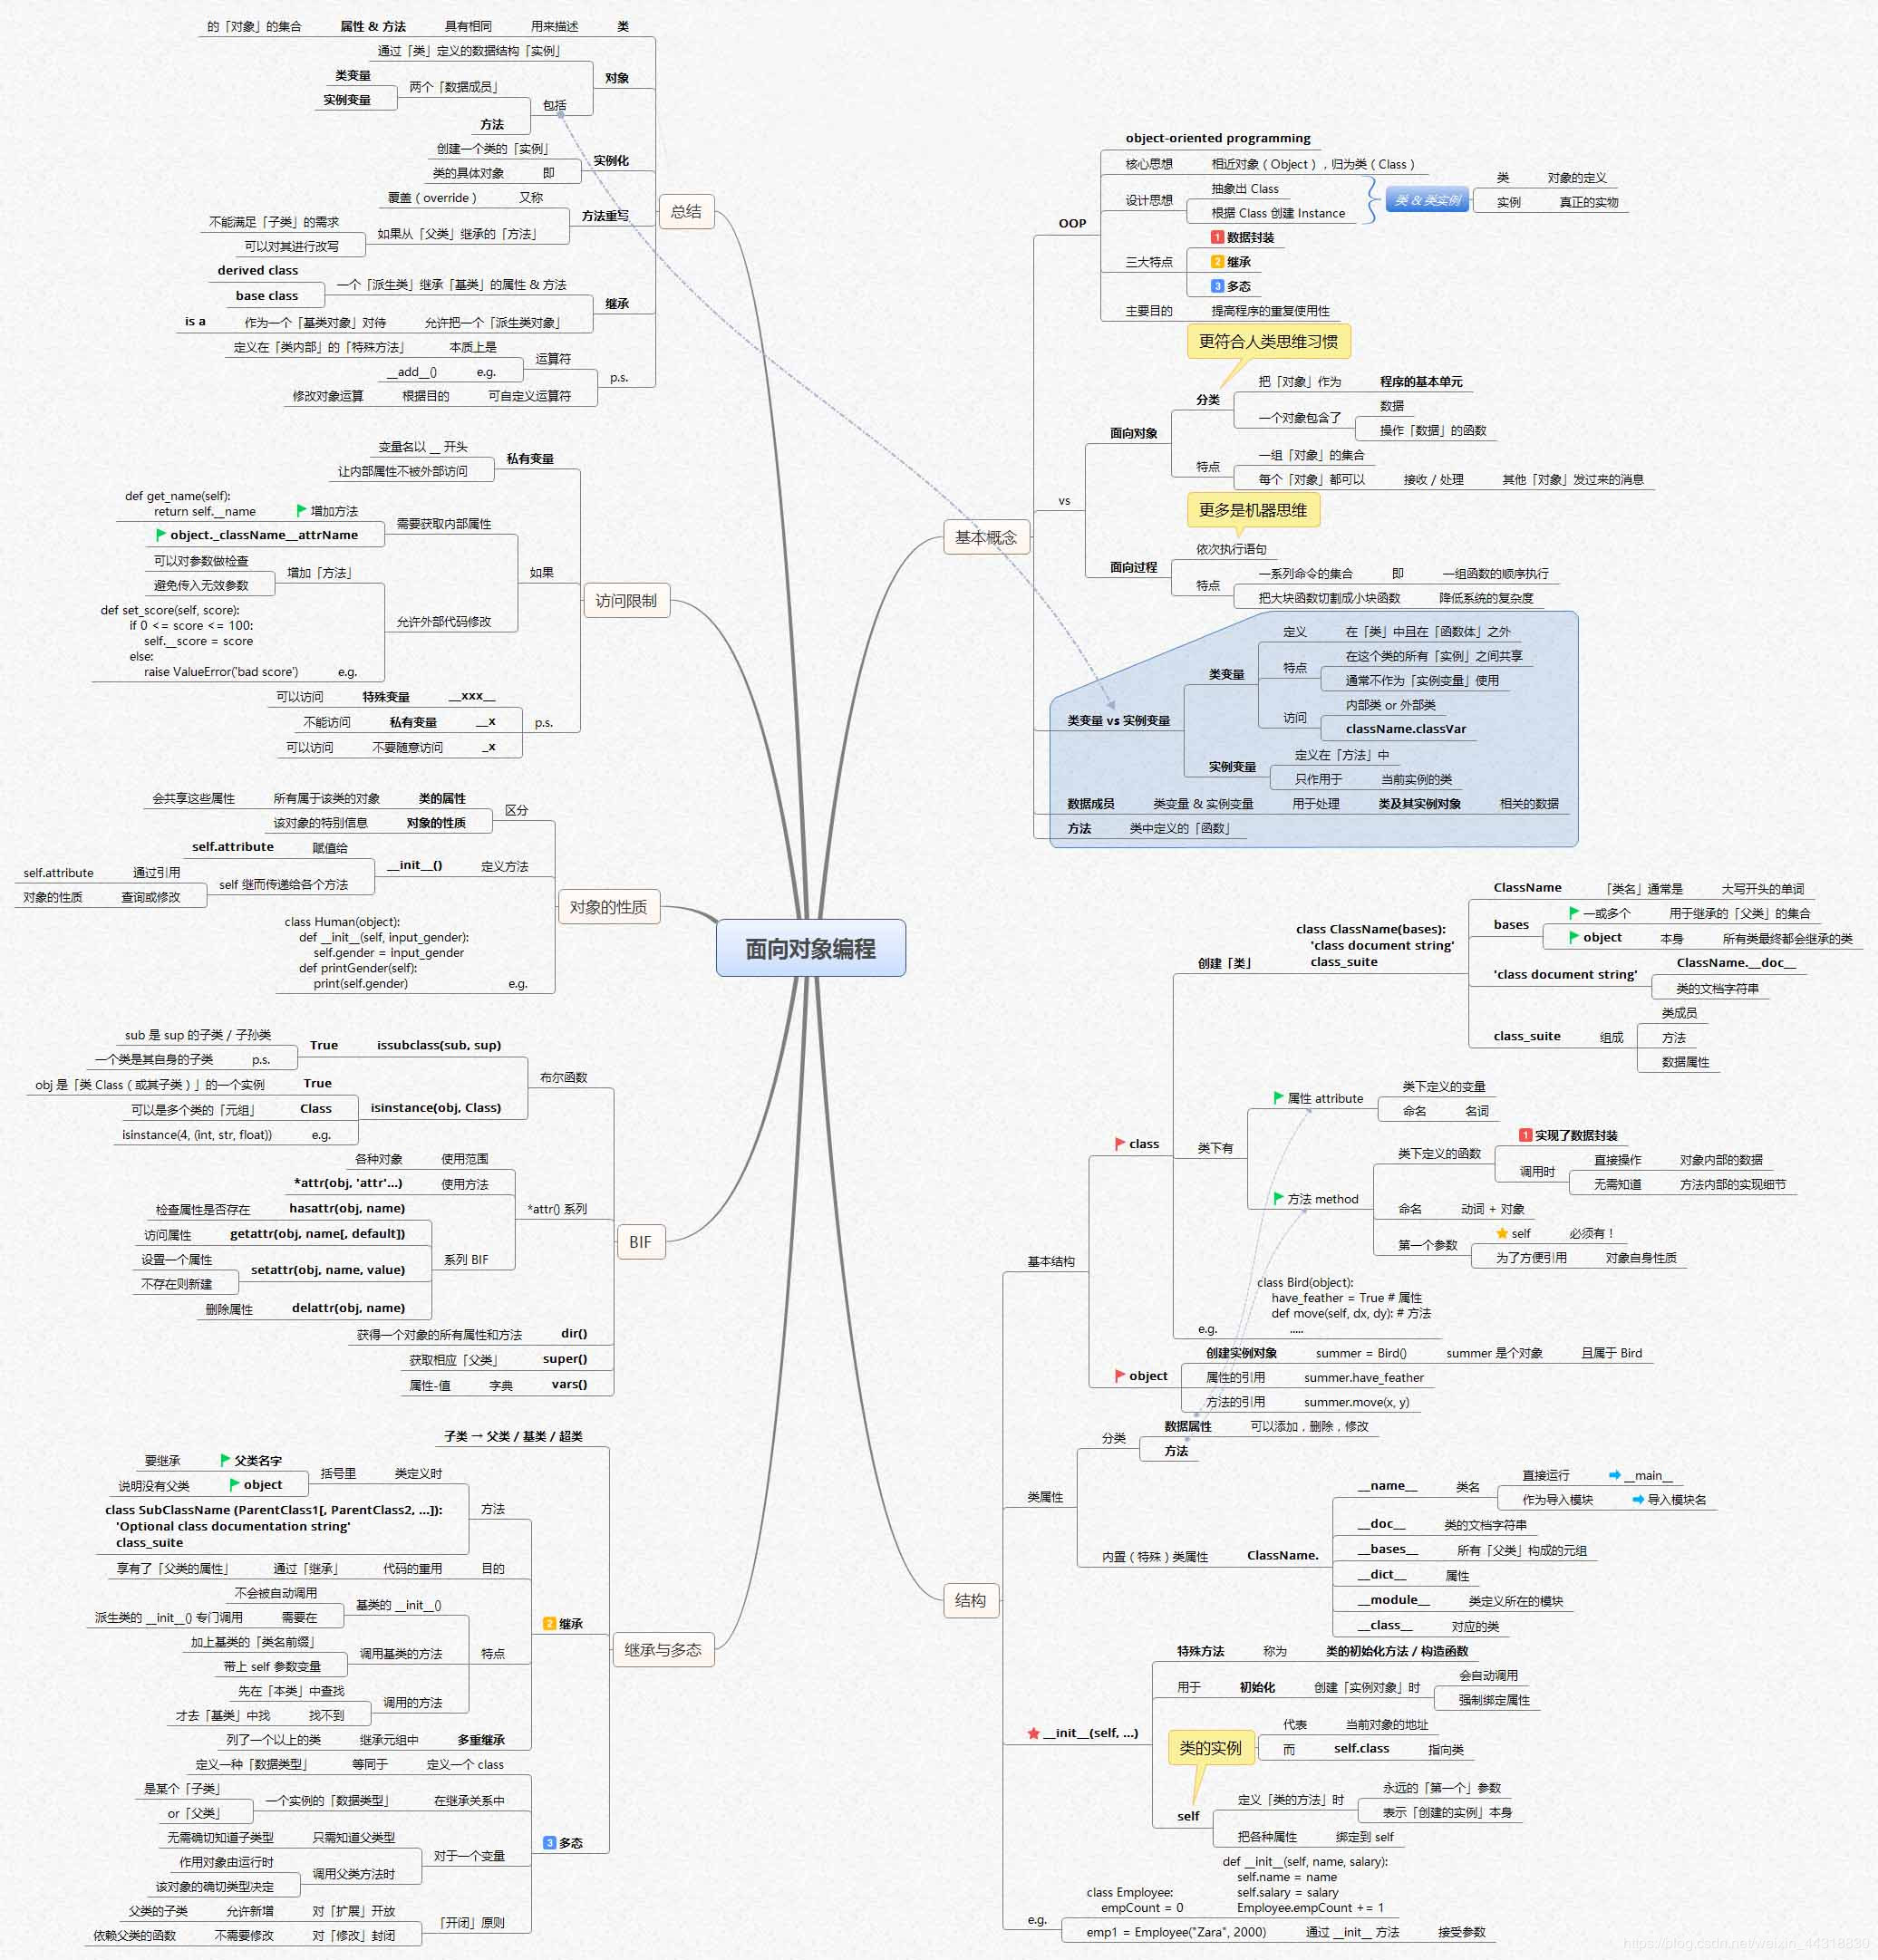 面向对象编程
基本概念
OOP
object-oriented programming
核心思想 相近对象（Object），归为类（Class）
设计思想
抽象出 Class
根据 Class 创建 Instance
类 & 类实例
类 对象的定义
实例 真正的实物
三大特点
1 数据封装
2 继承
3 多态
主要目的 提高程序的重复使用性
vs
面向对象
更符合人类思维习惯
分类
把「对象」作为 程序的基本单元
一个对象包含了
数据
操作「数据」的函数
特点
一组「对象」的集合
每个「对象」都可以 接收 / 处理 其他「对象」发过来的消息
更多是机器思维
面向过程
依次执行语句
特点
一系列命令的集合 即 一组函数的顺序执行
把大块函数切割成小块函数 降低系统的复杂度
类变量 vs 实例变量
类变量
定义 在「类」中且在「函数体」之外
特点
在这个类的所有「实例」之间共享
通常不作为「实例变量」使用
访问
内部类 or 外部类
className.classVar
实例变量
定义在「方法」中
只作用于 当前实例的类
数据成员 类变量 & 实例变量 用于处理 类及其实例对象 相关的数据
方法 类中定义的「函数」
结构
基本结构
class
创建「类」
class ClassName(bases):
'class document string'
class_suite
ClassName 「类名」通常是 大写开头的单词
bases
一或多个 用于继承的「父类」的集合
object 本身 所有类最终都会继承的类
'class document string'
ClassName.__doc__
类的文档字符串
class_suite 组成
类成员
方法
数据属性
类下有
属性 attribute
类下定义的变量
命名 名词
方法 method
类下定义的函数
1 实现了数据封装
调用时
直接操作 对象内部的数据
无需知道 方法内部的实现细节
命名 动词 + 对象
第一个参数
self 必须有！
为了方便引用 对象自身性质
e.g.
class Bird(object):
have_feather = True # 属性
def move(self, dx, dy): # 方法
.....
object
创建实例对象 summer = Bird() summer 是个对象 且属于 Bird
属性的引用 summer.have_feather
方法的引用 summer.move(x, y)
类属性
分类
数据属性 可以添加，删除，修改
方法
内置（特殊）类属性 ClassName.
__name__ 类名
直接运行 __main__
作为导入模块 导入模块名
__doc__ 类的文档字符串
__bases__ 所有「父类」构成的元组
__dict__ 属性
__module__ 类定义所在的模块
__class__ 对应的类
__init__(self, ...)
特殊方法 称为 类的初始化方法 / 构造函数
用于 初始化 创建「实例对象」时
会自动调用
强制绑定属性
类的实例
代表 当前对象的地址
而 self.class 指向类
self
定义「类的方法」时
永远的「第一个」参数
表示「创建的实例」本身
把各种属性 绑定到 self
e.g.
class Employee:
empCount = 0
def __init__(self, name, salary):
self.name = name
self.salary = salary
Employee.empCount += 1
emp1 = Employee("Zara", 2000) 通过 __init__ 方法 接受参数
总结
类 用来描述 具有相同 属性 & 方法 的「对象」的集合
对象
通过「类」定义的数据结构「实例」
包括
两个「数据成员」
类变量
实例变量
方法
实例化
创建一个类的「实例」
即 类的具体对象
方法重写
又称 覆盖（override）
如果从「父类」继承的「方法」
不能满足「子类」的需求
可以对其进行改写
继承
一个「派生类」继承「基类」的属性 & 方法
derived class
base class
允许把一个「派生类对象」 作为一个「基类对象」对待 is a
p.s.
运算符
本质上是 定义在「类内部」的「特殊方法」
e.g. __add__()
可自定义运算符 根据目的 修改对象运算
访问限制
私有变量
变量名以 __ 开头
让内部属性不被外部访问
如果
需要获取内部属性
增加方法
def get_name(self):
return self.__name
object._className__attrName
允许外部代码修改
增加「方法」
可以对参数做检查
避免传入无效参数
e.g.
def set_score(self, score):
if 0 <= score <= 100:
self.__score = score
else:
raise ValueError('bad score')
p.s.
__xxx__ 特殊变量 可以访问
__x 私有变量 不能访问
_x 不要随意访问 可以访问
对象的性质
区分
类的属性 所有属于该类的对象 会共享这些属性
对象的性质 该对象的特别信息
定义方法 __init__()
赋值给 self.attribute
self 继而传递给各个方法
通过引用 self.attribute
查询或修改 对象的性质
e.g.
class Human(object):
def __init__(self, input_gender):
self.gender = input_gender
def printGender(self):
print(self.gender)
BIF
布尔函数
issubclass(sub, sup)
True sub 是 sup 的子类 / 子孙类
p.s. 一个类是其自身的子类
isinstance(obj, Class)
True obj 是「类 Class（或其子类）」的一个实例
Class 可以是多个类的「元组」
e.g. isinstance(4, (int, str, float))
*attr() 系列
使用范围 各种对象
使用方法 *attr(obj, 'attr'...)
系列 BIF
hasattr(obj, name) 检查属性是否存在
getattr(obj, name[, default]) 访问属性
setattr(obj, name, value)
设置一个属性
不存在则新建
delattr(obj, name) 删除属性
dir() 获得一个对象的所有属性和方法
super() 获取相应「父类」
vars() 字典 属性-值
继承与多态
子类 → 父类 / 基类 / 超类
2 继承
方法
类定义时 括号里
父类名字 要继承
object 说明没有父类
class SubClassName (ParentClass1[, ParentClass2, ...]):
'Optional class documentation string'
class_suite
目的 代码的重用 通过「继承」 享有了「父类的属性」
特点
基类的 __init__()
不会被自动调用
需要在 派生类的 __init__() 专门调用
调用基类的方法
加上基类的「类名前缀」
带上 self 参数变量
调用的方法
先在「本类」中查找
找不到 才去「基类」中找
多重继承 继承元组中 列了一个以上的类
3 多态
定义一个 class 等同于 定义一种「数据类型」
在继承关系中 一个实例的「数据类型」
是某个「子类」
or「父类」
对于一个变量
只需知道父类型 无需确切知道子类型
调用父类方法时
作用对象由运行时
该对象的确切类型决定
「开闭」原则
对「扩展」开放 允许新增 父类的子类
对「修改」封闭 不需要修改 依赖父类的函数
https://blog.csdn.net/weixin_44318830